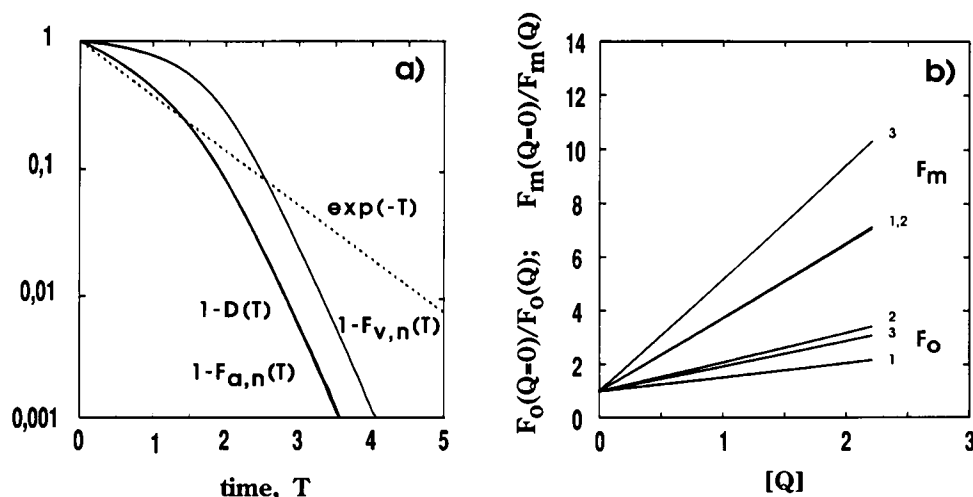 a)
1
0,1
0,01
0,001
exp(-T)
1-D(T)
1-Fv,n(T)
1-Fa,n(T)
0 1 2 3 4 5
time, T
b)
Fo(Q=0)/Fo(Q); Fm(Q=0)/Fm(Q)
14
12
10
8
6
4
2
0
3
Fm
1,2
2
3
Fo
1
0 1 2 3
[Q]